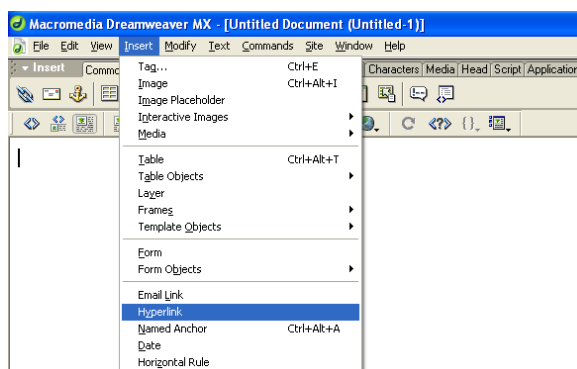 Macromedia Dreamweaver MX - [Untitled Document (Untitled-1)]
File Edit View Insert Modify Text Commands Site Window Help
Insert Commc Characters Media Head Script Application
Tag... Ctrl+E
Image Ctrl+Alt+I
Image Placeholder
Interactive Images
Media
Table Ctrl+Alt+T
Table Objects
Layer
Frames
Template Objects
Form
Form Objects
Email Link
Hyperlink
Named Anchor Ctrl+Alt+A
Date
Horizontal Rule